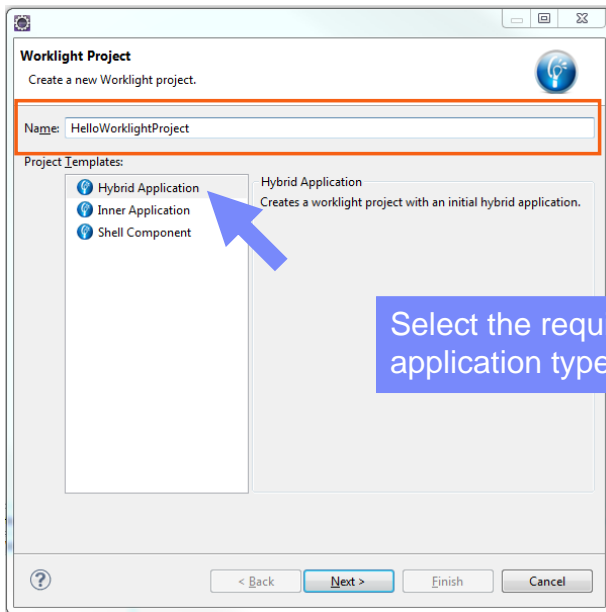 Worklight Project
Create a new Worklight project.
Name: HelloWorklightProject
Project Templates:
Hybrid Application
Inner Application
Shell Component
Hybrid Application
Creates a worklight project with an initial hybrid application.
Select the requ
application type
< Back
Next >
Finish
Cancel